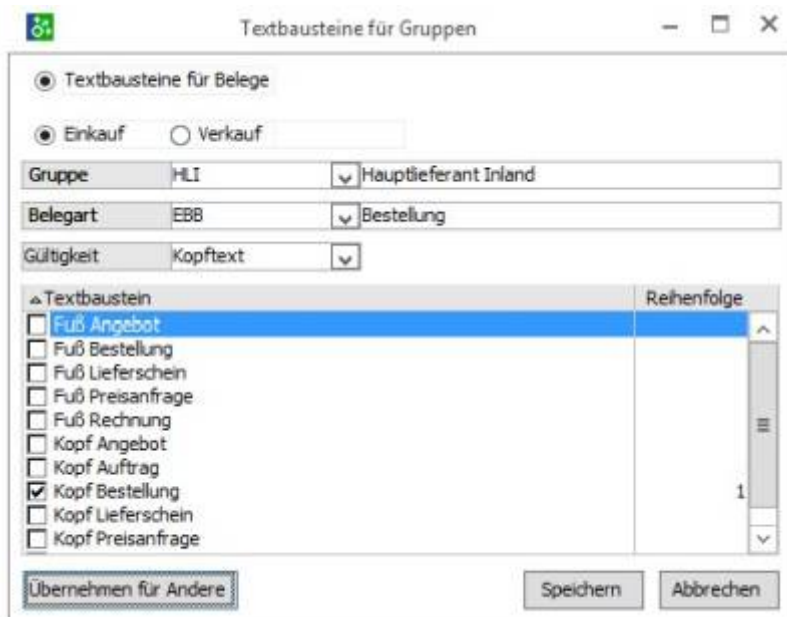 Textbausteine für Gruppen
Textbausteine für Belege
Einkauf Verkauf
Gruppe HLI Hauptlieferant Inland
Belegart EBB Bestellung
Gültigkeit Kopftext
Textbaustein Reihenfolge
Fuß Angebot
Fuß Bestellung
Fuß Lieferschein
Fuß Preisanfrage
Fuß Rechnung
Kopf Angebot
Kopf Auftrag
Kopf Bestellung 1
Kopf Lieferschein
Kopf Preisanfrage
Übernehmen für Andere Speichern Abbrechen